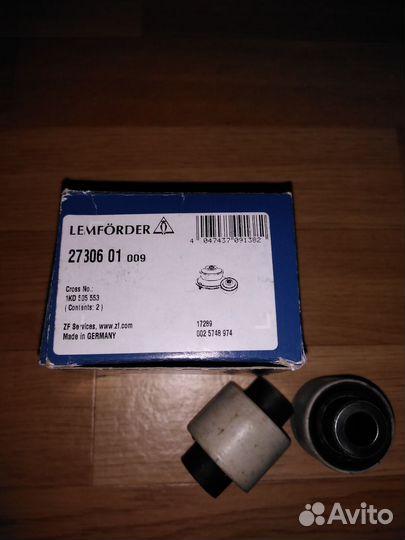 LEMFÖRDER
27306 01 009
4 047437 091382
Cross No.:
1KD 505 553
( Contents: 2 )
ZF Services, www.zf.com
Made in GERMANY
17289
002 5748 974
Avito